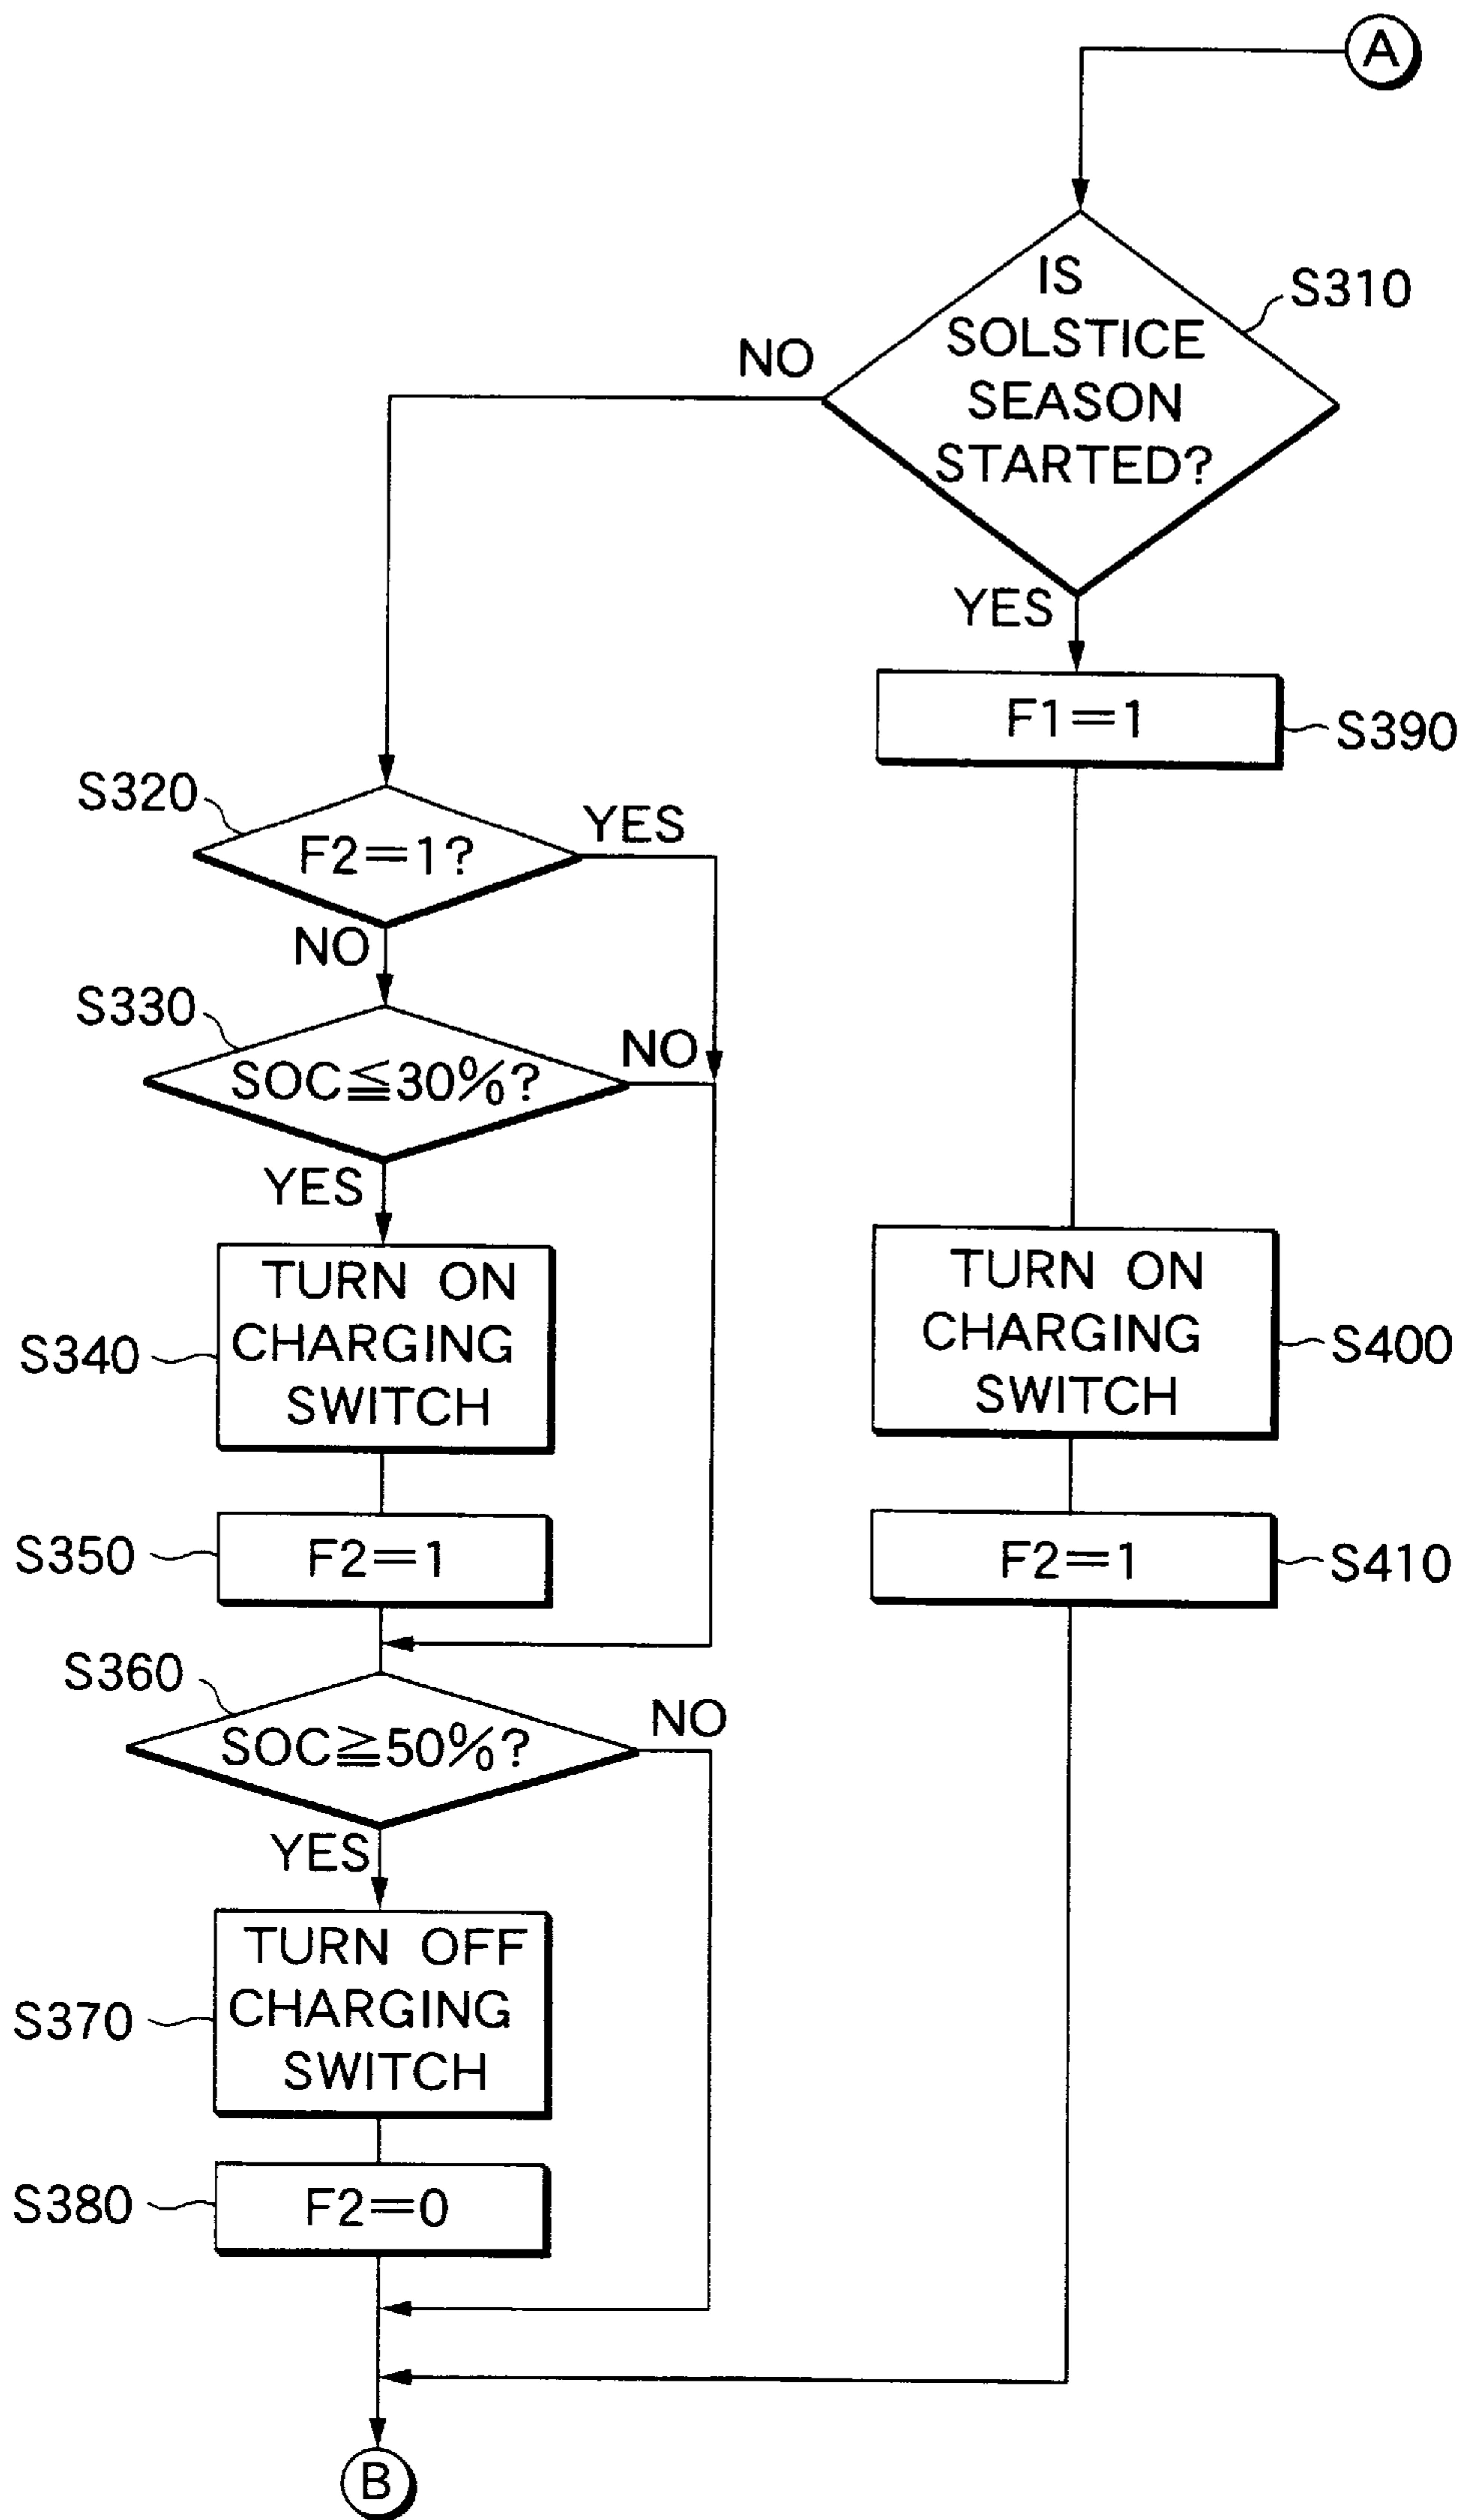 A
IS
SOLSTICE
SEASON
STARTED?
S310
NO
YES
F1=1
S390
S320
F2=1?
YES
NO
S330
SOC≦30%?
NO
YES
S340
TURN ON
CHARGING
SWITCH
TURN ON
CHARGING
SWITCH
S400
S350
F2=1
F2=1
S410
S360
SOC≧50%?
NO
YES
S370
TURN OFF
CHARGING
SWITCH
S380
F2=0
B